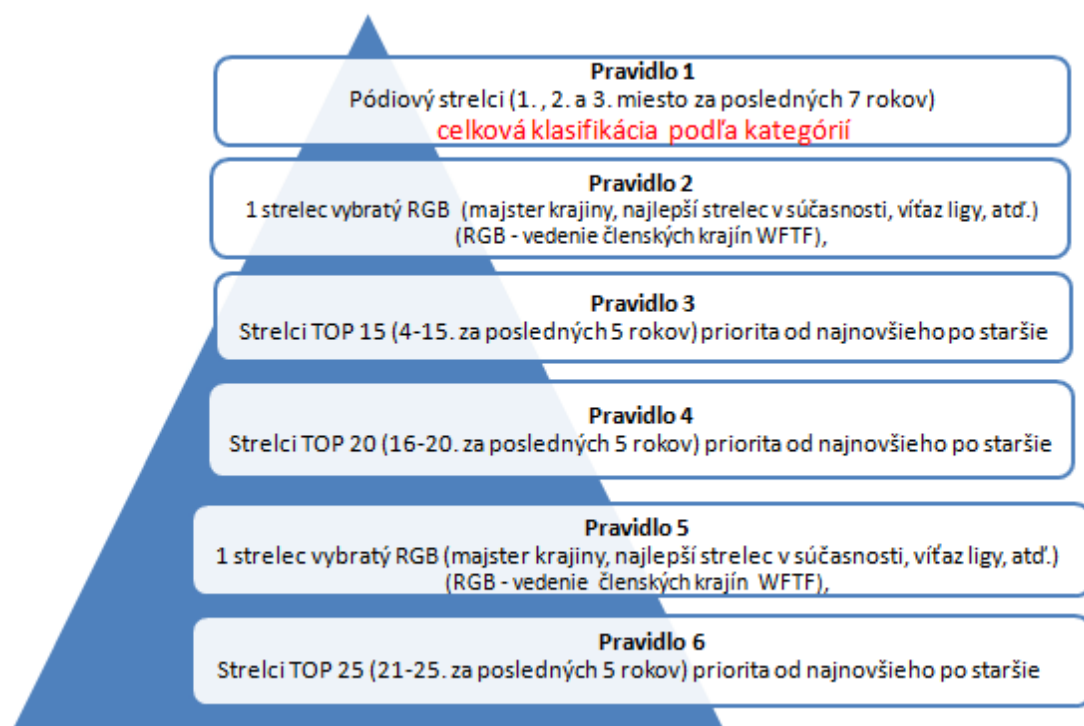 Pravidlo 1
Pódiový strelci (1. , 2. a 3. miesto za posledných 7 rokov)
celková klasifikácia podľa kategórií
Pravidlo 2
1 strelec vybratý RGB (majster krajiny, najlepší strelec v súčasnosti, víťaz ligy, atď.)
(RGB - vedenie členských krajín WFTF),
Pravidlo 3
Strelci TOP 15 (4-15. za posledných 5 rokov) priorita od najnovšieho po staršie
Pravidlo 4
Strelci TOP 20 (16-20. za posledných 5 rokov) priorita od najnovšieho po staršie
Pravidlo 5
1 strelec vybratý RGB (majster krajiny, najlepší strelec v súčasnosti, víťaz ligy, atď.)
(RGB - vedenie členských krajín WFTF),
Pravidlo 6
Strelci TOP 25 (21-25. za posledných 5 rokov) priorita od najnovšieho po staršie